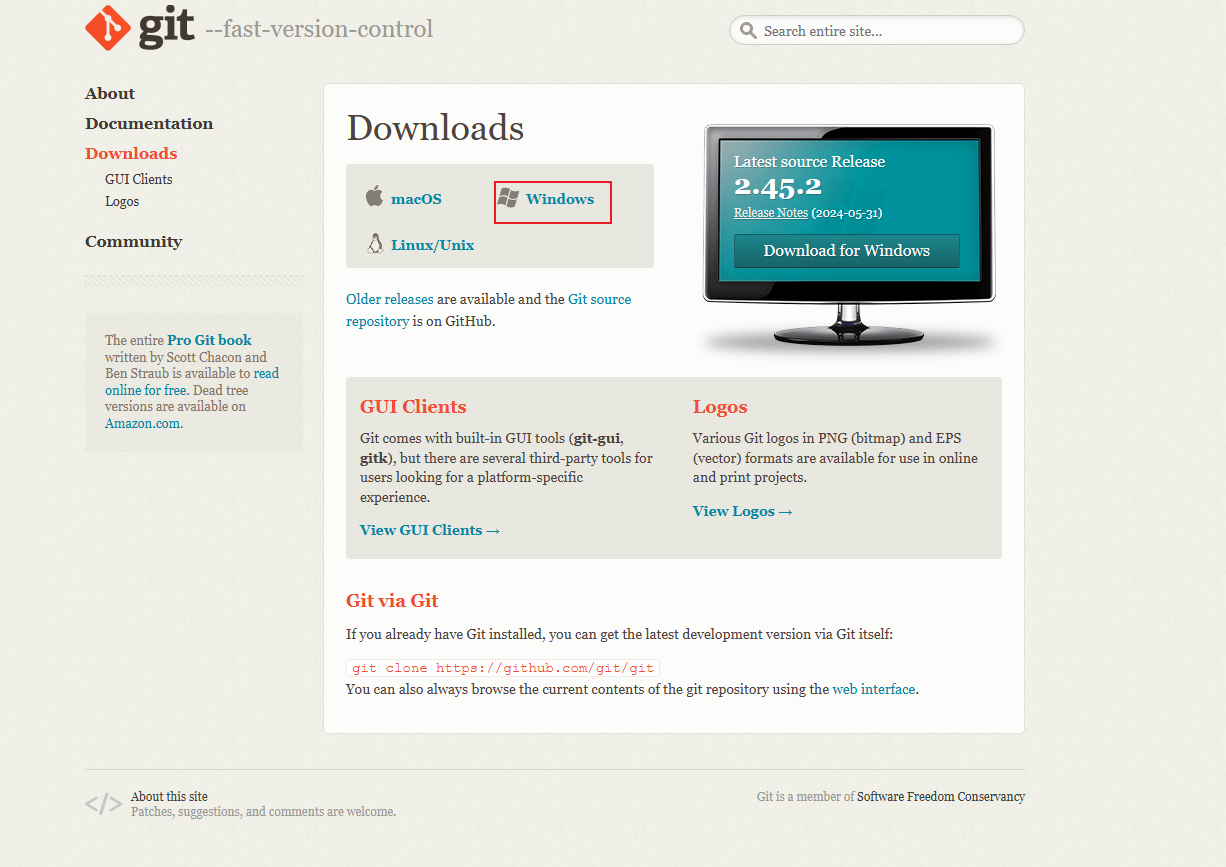 git --fast-version-control
Search entire site...
About
Documentation
Downloads
GUI Clients
Logos
Community
The entire Pro Git book
written by Scott Chacon and
Ben Straub is available to read
online for free. Dead tree
versions are available on
Amazon.com.
Downloads
macOS
Windows
Linux/Unix
Older releases are available and the Git source
repository is on GitHub.
Latest source Release
2.45.2
Release Notes (2024-05-31)
Download for Windows
GUI Clients
Git comes with built-in GUI tools (git-gui,
gitk), but there are several third-party tools for
users looking for a platform-specific
experience.
View GUI Clients →
Logos
Various Git logos in PNG (bitmap) and EPS
(vector) formats are available for use in online
and print projects.
View Logos →
Git via Git
If you already have Git installed, you can get the latest development version via Git itself:
git clone https://github.com/git/git
You can also always browse the current contents of the git repository using the web interface.
</> About this site
Patches, suggestions, and comments are welcome.
Git is a member of Software Freedom Conservancy